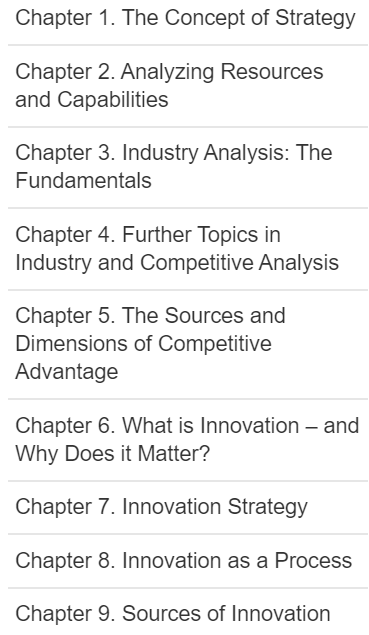 Chapter 1. The Concept of Strategy
Chapter 2. Analyzing Resources
and Capabilities
Chapter 3. Industry Analysis: The
Fundamentals
Chapter 4. Further Topics in
Industry and Competitive Analysis
Chapter 5. The Sources and
Dimensions of Competitive
Advantage
Chapter 6. What is Innovation – and
Why Does it Matter?
Chapter 7. Innovation Strategy
Chapter 8. Innovation as a Process
Chapter 9. Sources of Innovation